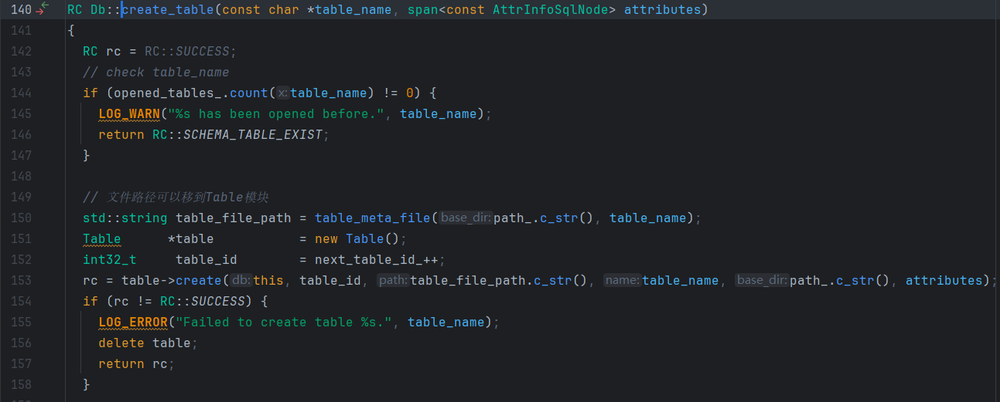 140 RC Db::create_table(const char *table_name, span<const AttrInfoSqlNode> attributes)
141 {
142 RC rc = RC::SUCCESS;
143 // check table_name
144 if (opened_tables_.count(x: table_name) != 0) {
145 LOG_WARN("%s has been opened before.", table_name);
146 return RC::SCHEMA_TABLE_EXIST;
147 }
148
149 // 文件路径可以移到Table模块
150 std::string table_file_path = table_meta_file(base_dir: path_.c_str(), table_name);
151 Table *table = new Table();
152 int32_t table_id = next_table_id_++;
153 rc = table->create(db: this, table_id, path: table_file_path.c_str(), name: table_name, base_dir: path_.c_str(), attributes);
154 if (rc != RC::SUCCESS) {
155 LOG_ERROR("Failed to create table %s.", table_name);
156 delete table;
157 return rc;
158 }